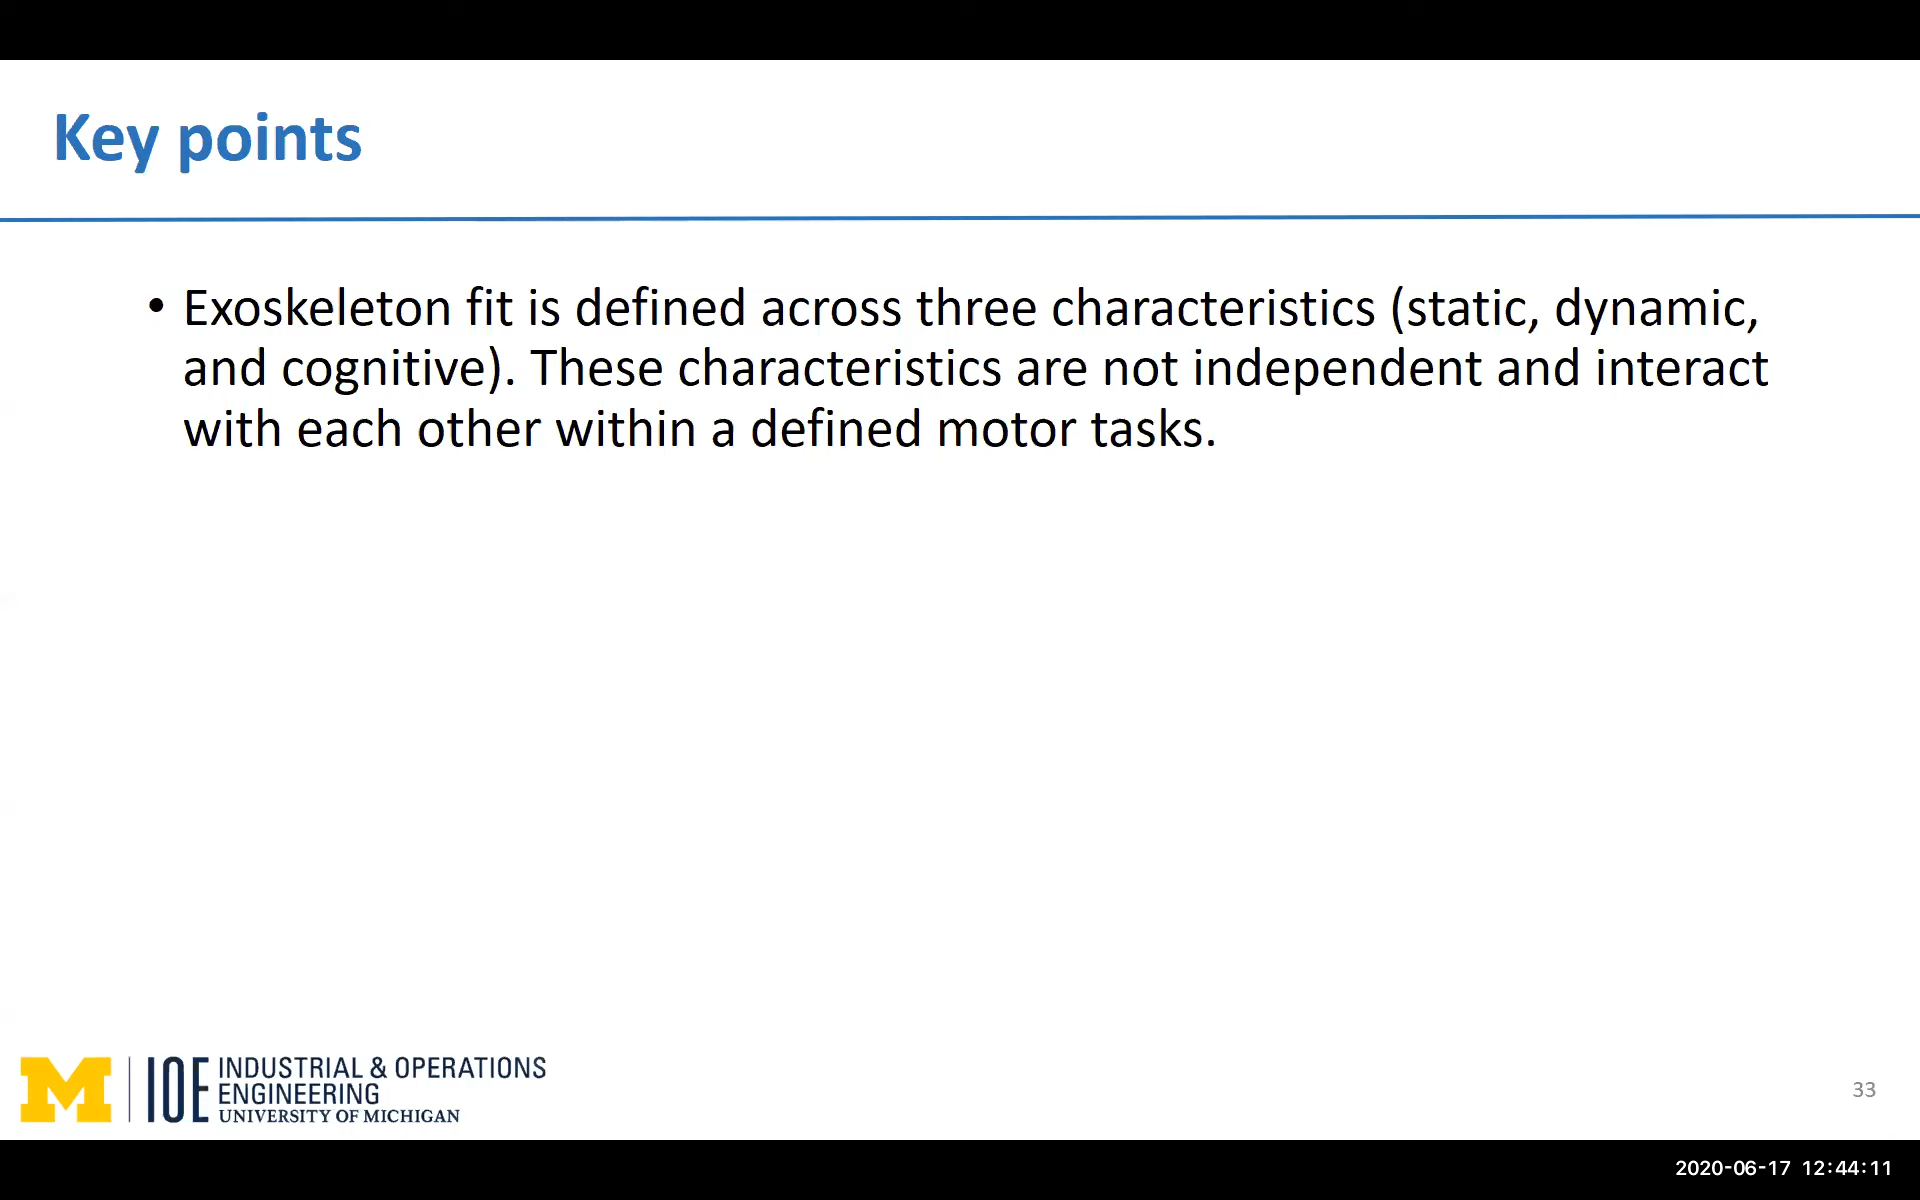 Key points
• Exoskeleton fit is defined across three characteristics (static, dynamic,
and cognitive). These characteristics are not independent and interact
with each other within a defined motor tasks.
M IOE INDUSTRIAL & OPERATIONS
ENGINEERING
UNIVERSITY OF MICHIGAN
33
2020-06-17 12:44:11